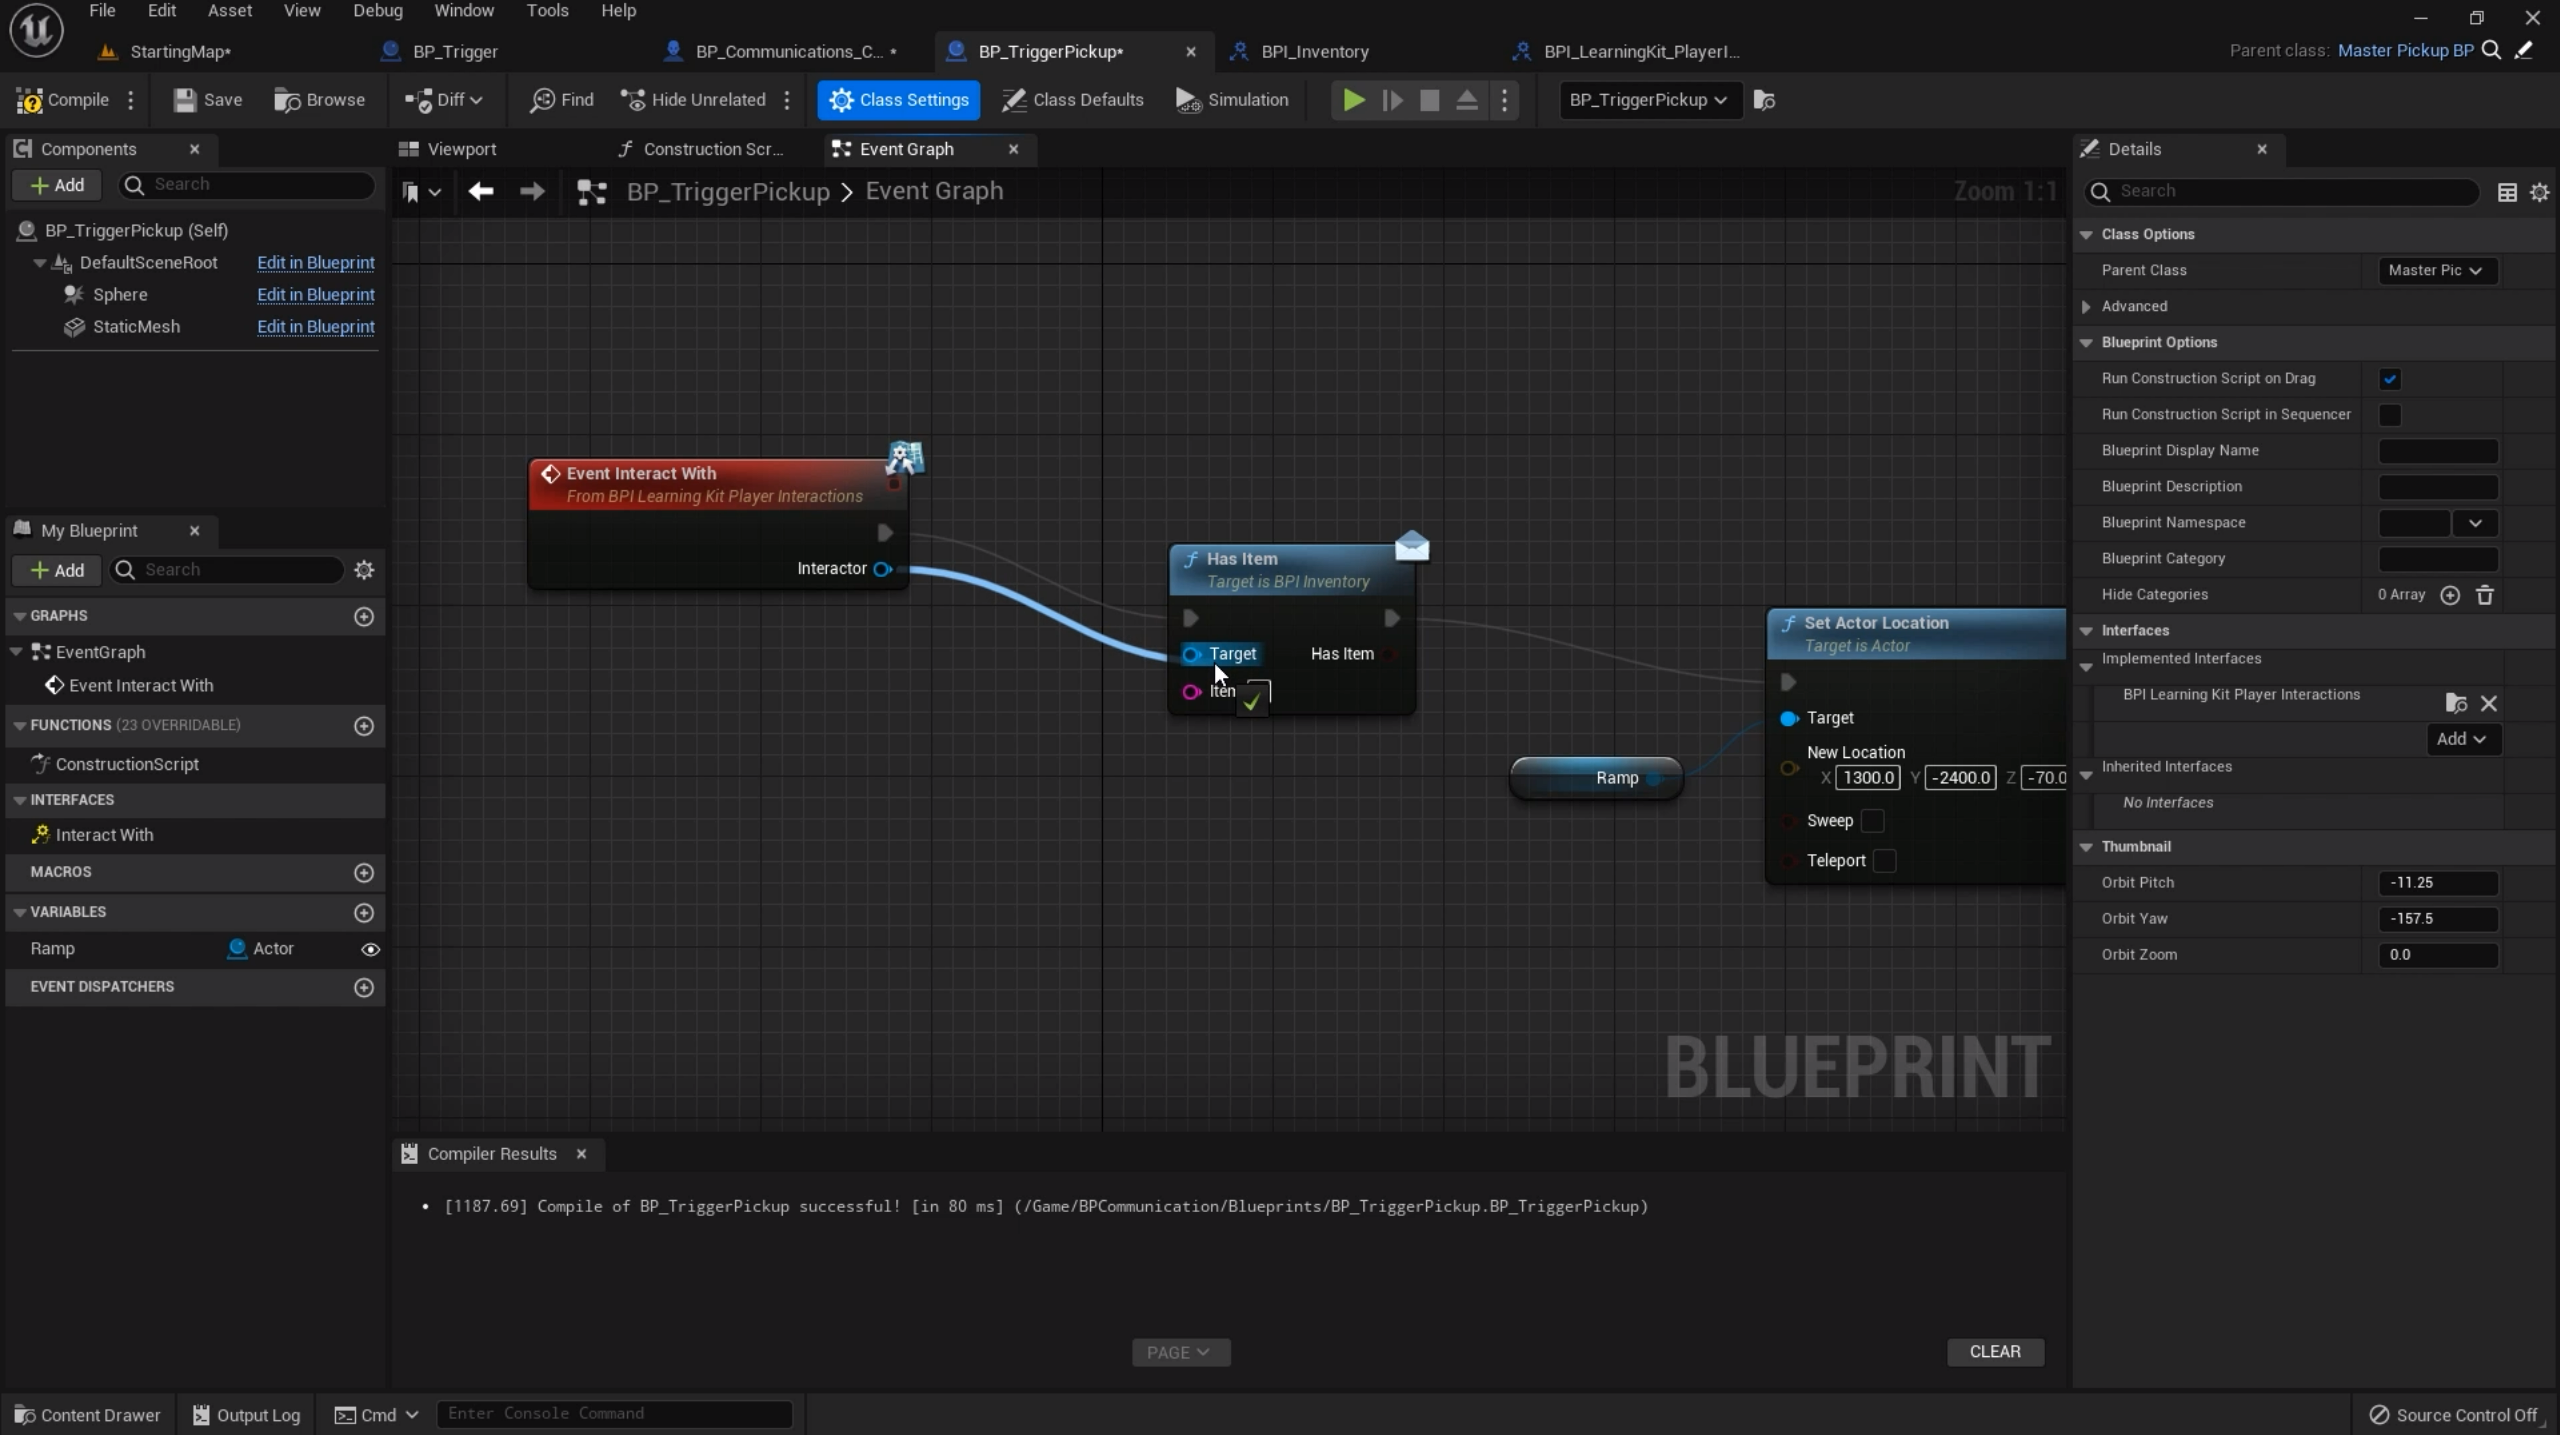 File Edit Asset View Debug Window Tools Help
StartingMap* BP_Trigger BP_Communications_C... * BP_TriggerPickup* BPI_Inventory BPI_LearningKit_PlayerI...
Parent class: Master Pickup BP
Compile Save Browse Diff Find Hide Unrelated Class Settings Class Defaults Simulation BP_TriggerPickup
Components
Add Search
BP_TriggerPickup (Self)
DefaultSceneRoot Edit in Blueprint
Sphere Edit in Blueprint
StaticMesh Edit in Blueprint
My Blueprint
Add Search
GRAPHS
EventGraph
Event Interact With
FUNCTIONS (23 OVERRIDABLE)
ConstructionScript
INTERFACES
Interact With
MACROS
VARIABLES
Ramp Actor
EVENT DISPATCHERS
Viewport Construction Scr... Event Graph
BP_TriggerPickup > Event Graph
Zoom 1:1
Event Interact With
From BPI Learning Kit Player Interactions
Interactor
Has Item
Target is BPI Inventory
Target Has Item
Iten
Ramp
Set Actor Location
Target is Actor
Target
New Location
X 1300.0 Y -2400.0 Z -70.0
Sweep
Teleport
BLUEPRINT
Compiler Results
• [1187.69] Compile of BP_TriggerPickup successful! [in 80 ms] (/Game/BPCommunication/Blueprints/BP_TriggerPickup.BP_TriggerPickup)
PAGE
CLEAR
Details
Search
Class Options
Parent Class Master Pic
Advanced
Blueprint Options
Run Construction Script on Drag
Run Construction Script in Sequencer
Blueprint Display Name
Blueprint Description
Blueprint Namespace
Blueprint Category
Hide Categories 0 Array
Interfaces
Implemented Interfaces
BPI Learning Kit Player Interactions
Add
Inherited Interfaces
No Interfaces
Thumbnail
Orbit Pitch -11.25
Orbit Yaw -157.5
Orbit Zoom 0.0
Content Drawer Output Log Cmd Enter Console Command
Source Control Off